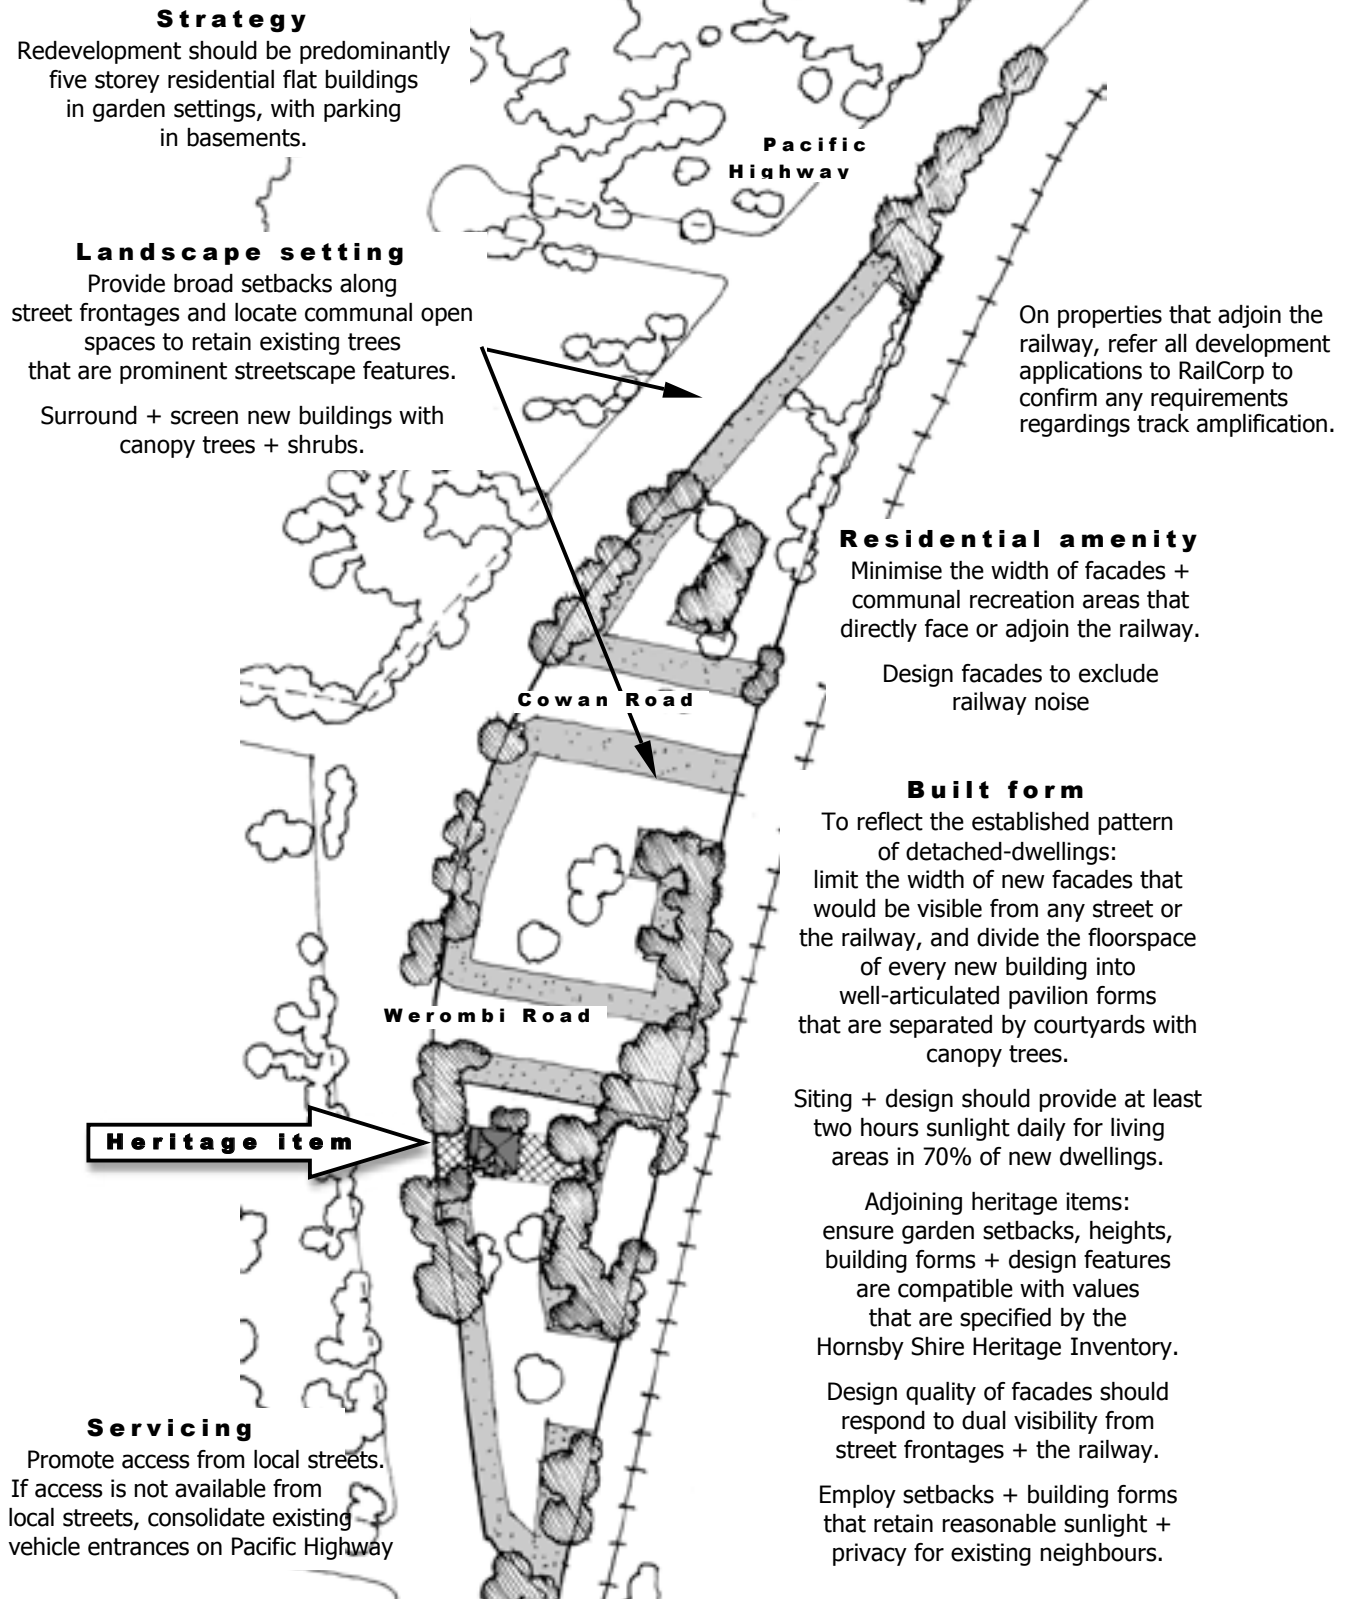 Strategy
Redevelopment should be predominantly
five storey residential flat buildings
in garden settings, with parking
in basements.
Pacific
Highway
Landscape setting
Provide broad setbacks along
street frontages and locate communal open
spaces to retain existing trees
that are prominent streetscape features.
Surround + screen new buildings with
canopy trees + shrubs.
On properties that adjoin the
railway, refer all development
applications to RailCorp to
confirm any requirements
regardings track amplification.
Residential amenity
Minimise the width of facades +
communal recreation areas that
directly face or adjoin the railway.
Design facades to exclude
railway noise
Cowan Road
Built form
To reflect the established pattern
of detached-dwellings:
limit the width of new facades that
would be visible from any street or
the railway, and divide the floorspace
of every new building into
well-articulated pavilion forms
that are separated by courtyards with
canopy trees.
Siting + design should provide at least
two hours sunlight daily for living
areas in 70% of new dwellings.
Adjoining heritage items:
ensure garden setbacks, heights,
building forms + design features
are compatible with values
that are specified by the
Hornsby Shire Heritage Inventory.
Design quality of facades should
respond to dual visibility from
street frontages + the railway.
Employ setbacks + building forms
that retain reasonable sunlight +
privacy for existing neighbours.
Werombi Road
Heritage item
Servicing
Promote access from local streets.
If access is not available from
local streets, consolidate existing
vehicle entrances on Pacific Highway